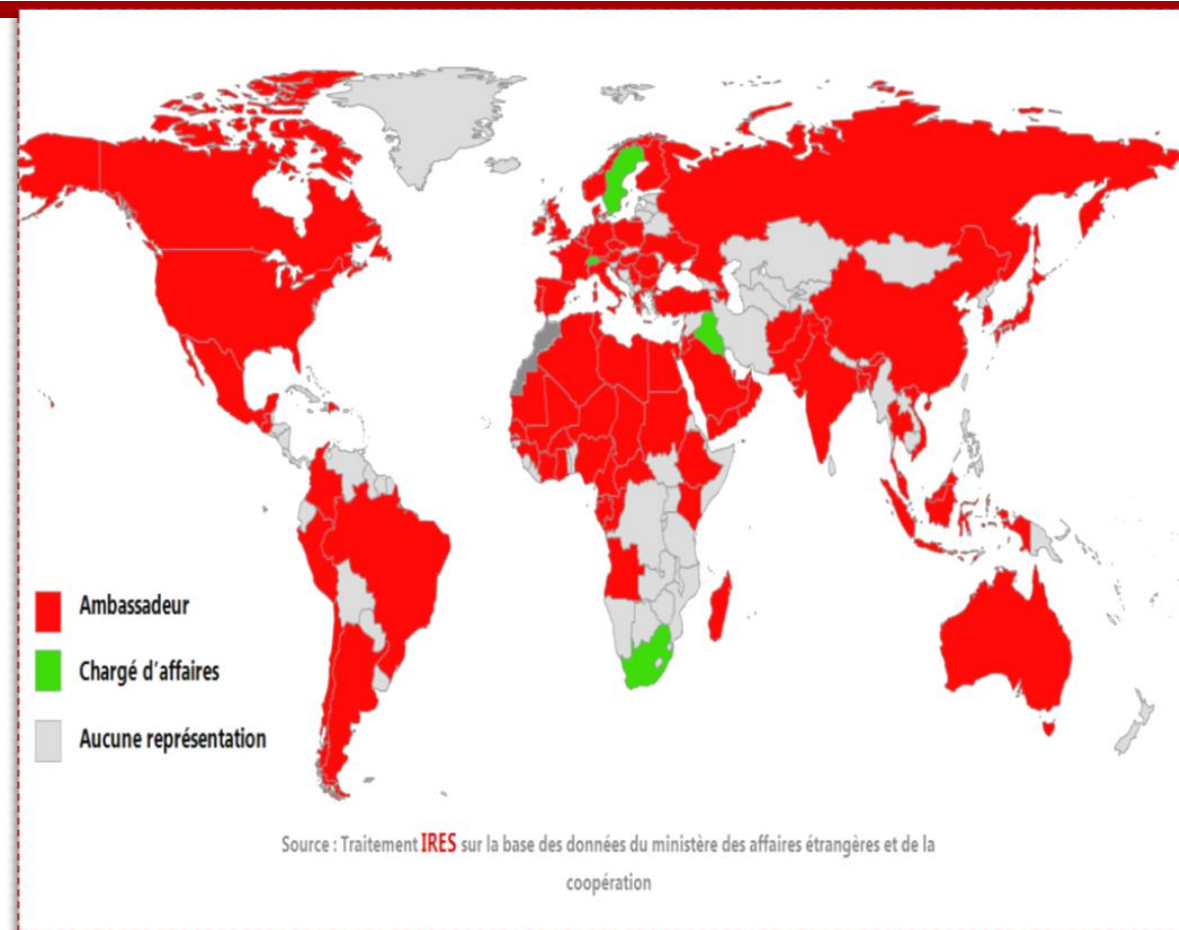 Ambassadeur
Chargé d'affaires
Aucune représentation
Source : Traitement IRES sur la base des données du ministère des affaires étrangères et de la
coopération